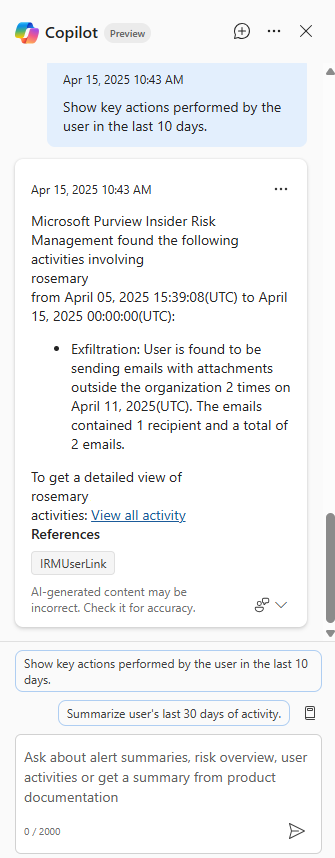 Copilot Preview
Apr 15, 2025 10:43 AM
Show key actions performed by the
user in the last 10 days.
Apr 15, 2025 10:43 AM
Microsoft Purview Insider Risk
Management found the following
activities involving
rosemary
from April 05, 2025 15:39:08(UTC) to April
15, 2025 00:00:00(UTC):
• Exfiltration: User is found to be
sending emails with attachments
outside the organization 2 times on
April 11, 2025(UTC). The emails
contained 1 recipient and a total of
2 emails.
To get a detailed view of
rosemary
activities: View all activity
References
IRMUserLink
AI-generated content may be
incorrect. Check it for accuracy.
Show key actions performed by the user in the last 10
days.
Summarize user's last 30 days of activity.
Ask about alert summaries, risk overview, user
activities or get a summary from product
documentation
0 / 2000